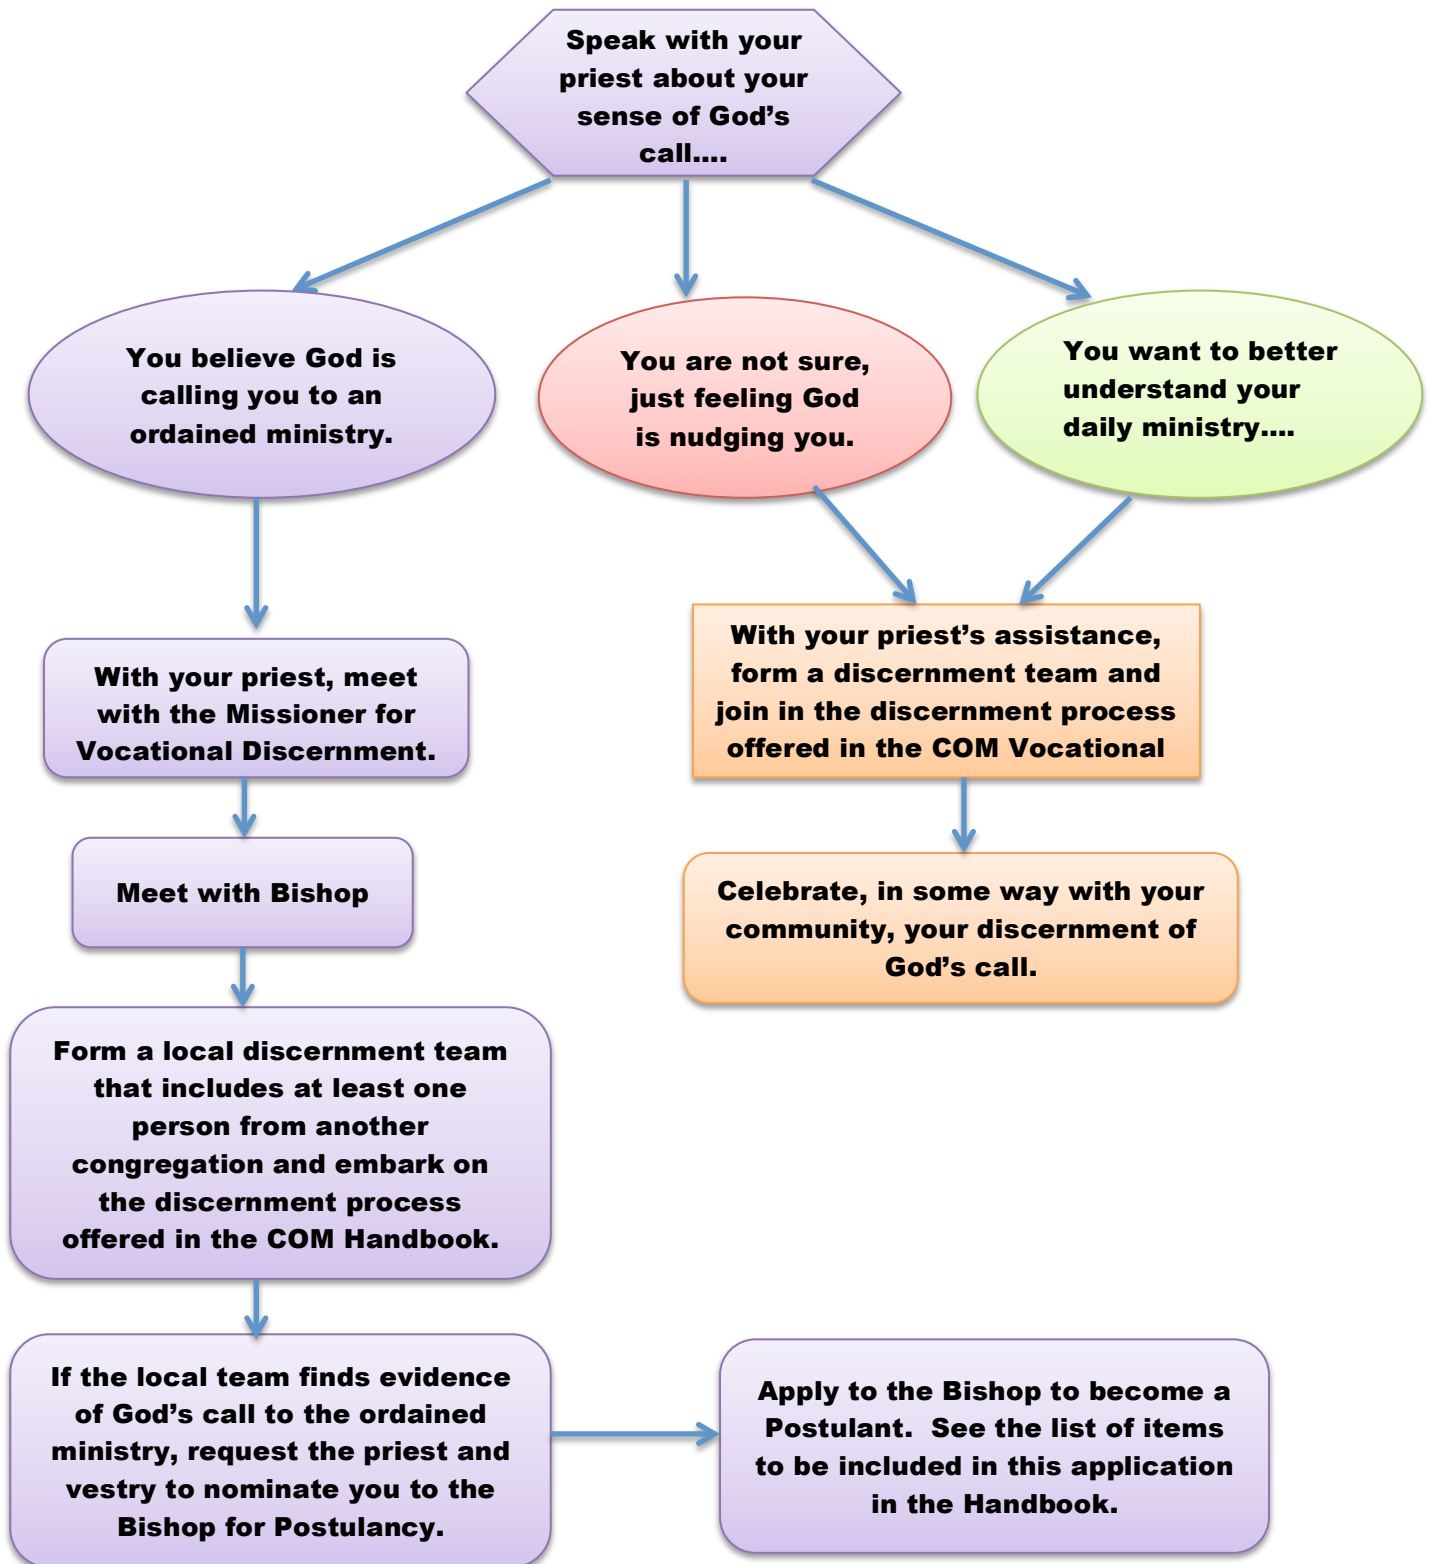 Speak with your
priest about your
sense of God’s
call....
You believe God is
calling you to an
ordained ministry.
You are not sure,
just feeling God
is nudging you.
You want to better
understand your
daily ministry....
With your priest, meet
with the Missioner for
Vocational Discernment.
With your priest’s assistance,
form a discernment team and
join in the discernment process
offered in the COM Vocational
Meet with Bishop
Celebrate, in some way with your
community, your discernment of
God’s call.
Form a local discernment team
that includes at least one
person from another
congregation and embark on
the discernment process
offered in the COM Handbook.
If the local team finds evidence
of God’s call to the ordained
ministry, request the priest and
vestry to nominate you to the
Bishop for Postulancy.
Apply to the Bishop to become a
Postulant.  See the list of items
to be included in this application
in the Handbook.